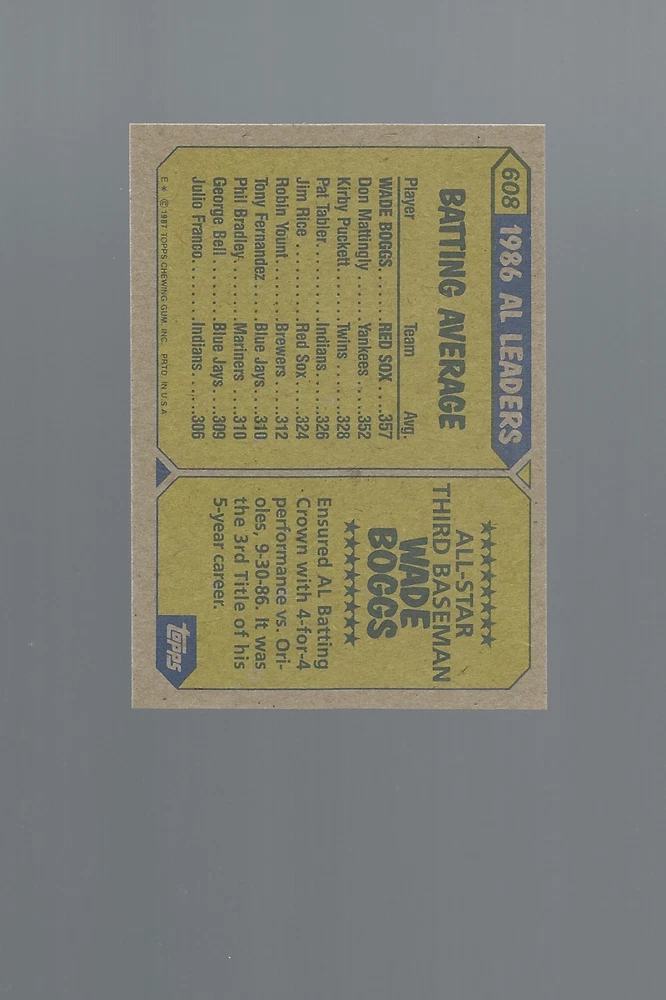 608 1986 AL LEADERS
BATTING AVERAGE
Player Team Avg.
WADE BOGGS......RED SOX....357
Don Mattingly......Yankees....352
Kirby Puckett.......Twins.....328
Pat Tabler........Indians....326
Jim Rice.........Red Sox....324
Robin Yount.......Brewers....312
Tony Fernandez....Blue Jays...310
Phil Bradley.......Mariners...310
George Bell.......Blue Jays...309
Julio Franco.......Indians....306
E * © 1987 TOPPS CHEWING GUM, INC. PRTD. IN U.S.A.
★★★★★★★★
ALL-STAR
THIRD BASEMAN
WADE
BOGGS
★★★★★★★★
Ensured AL Batting
Crown with 4-for-4
performance vs. Ori-
oles, 9-30-86. It was
the 3rd Title of his
5-year career.
topps